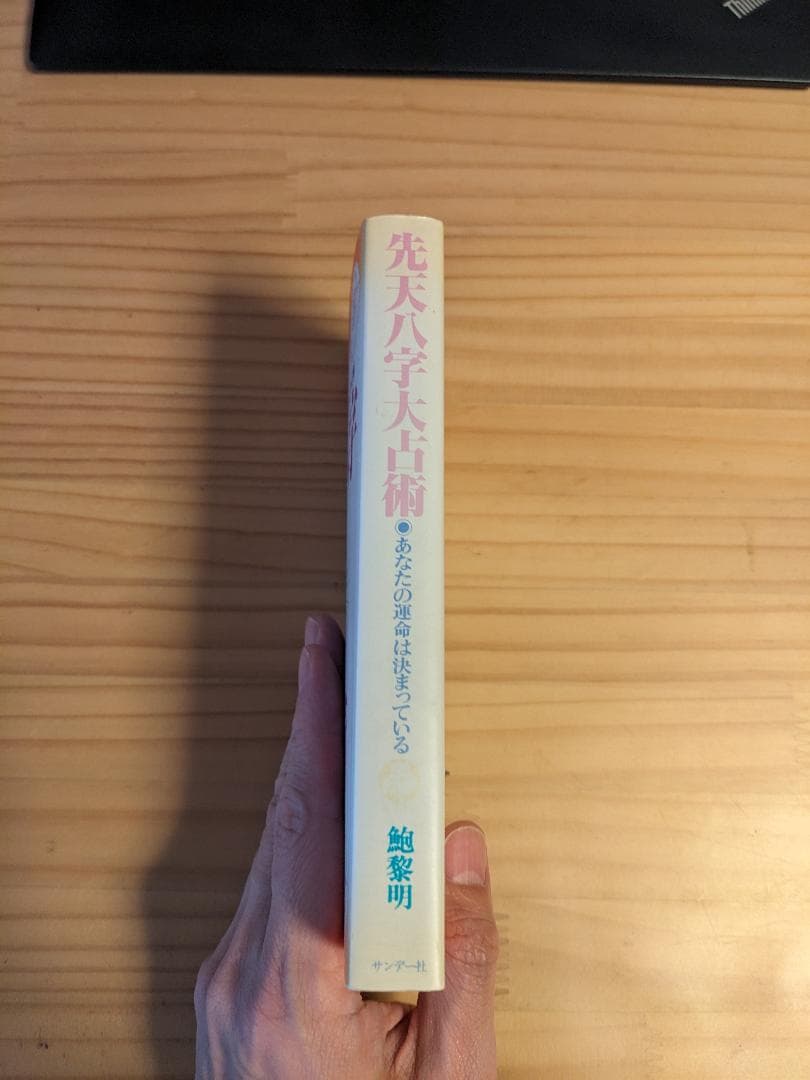 先天八字大占術
●あなたの運命は決まっている
鮑黎明
サンデー社